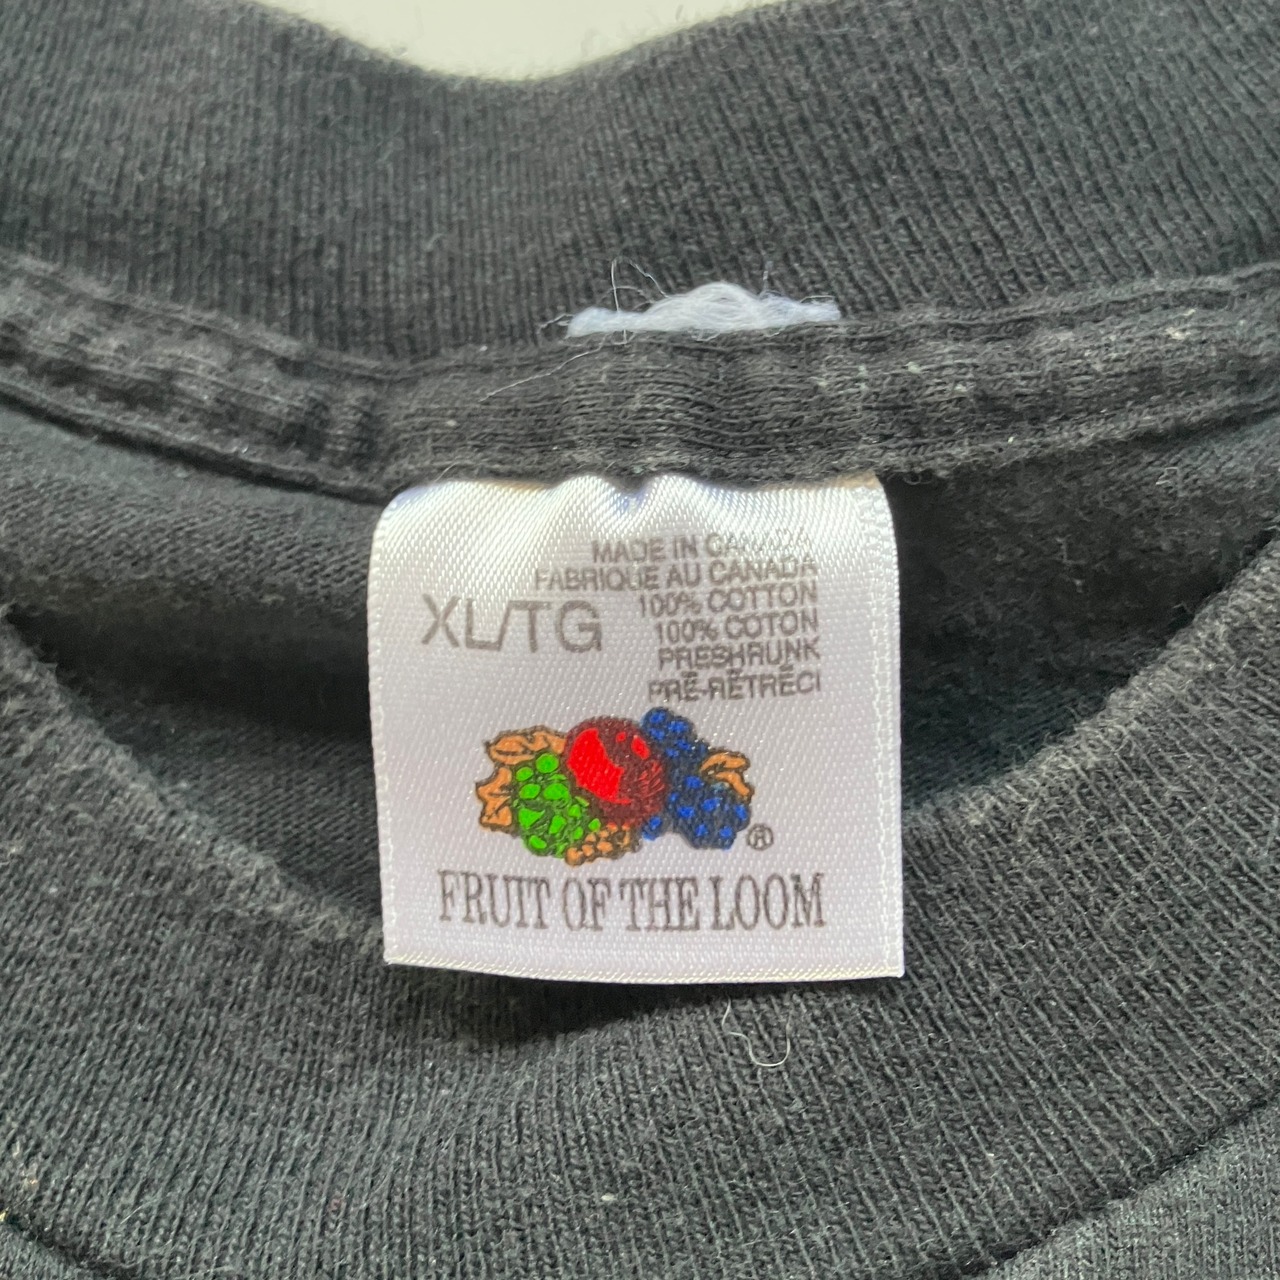 MADE IN CANADA
FABRIQUE AU CANADA
XL/TG
100% COTTON
100% COTON
PRESHRUNK
PRÉ-RÉTRÉCI
®
FRUIT OF THE LOOM